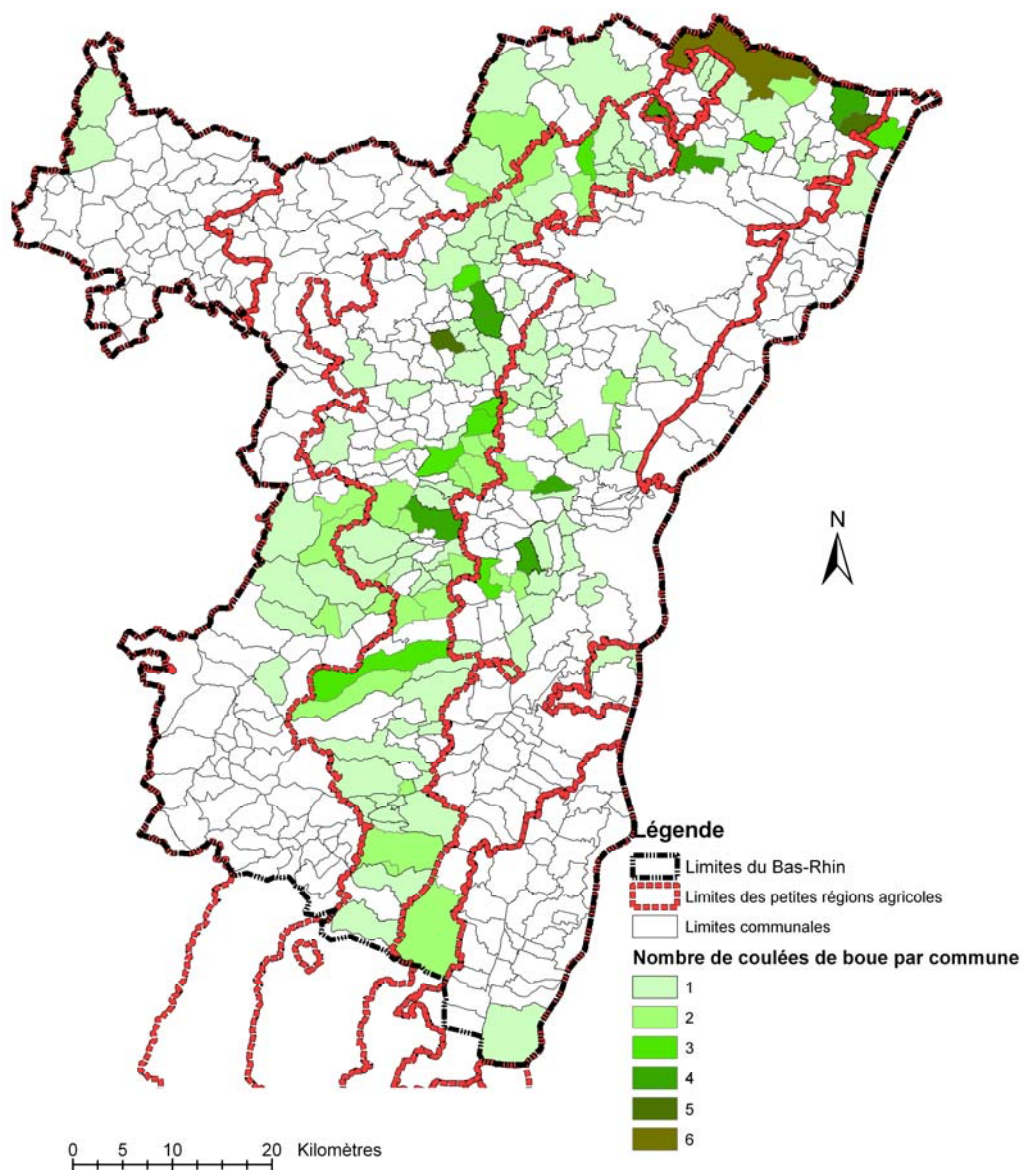 N
Légende
Limites du Bas-Rhin
Limites des petites régions agricoles
Limites communales
Nombre de coulées de boue par commune
1
2
3
4
5
6
0 5 10 20 Kilomètres